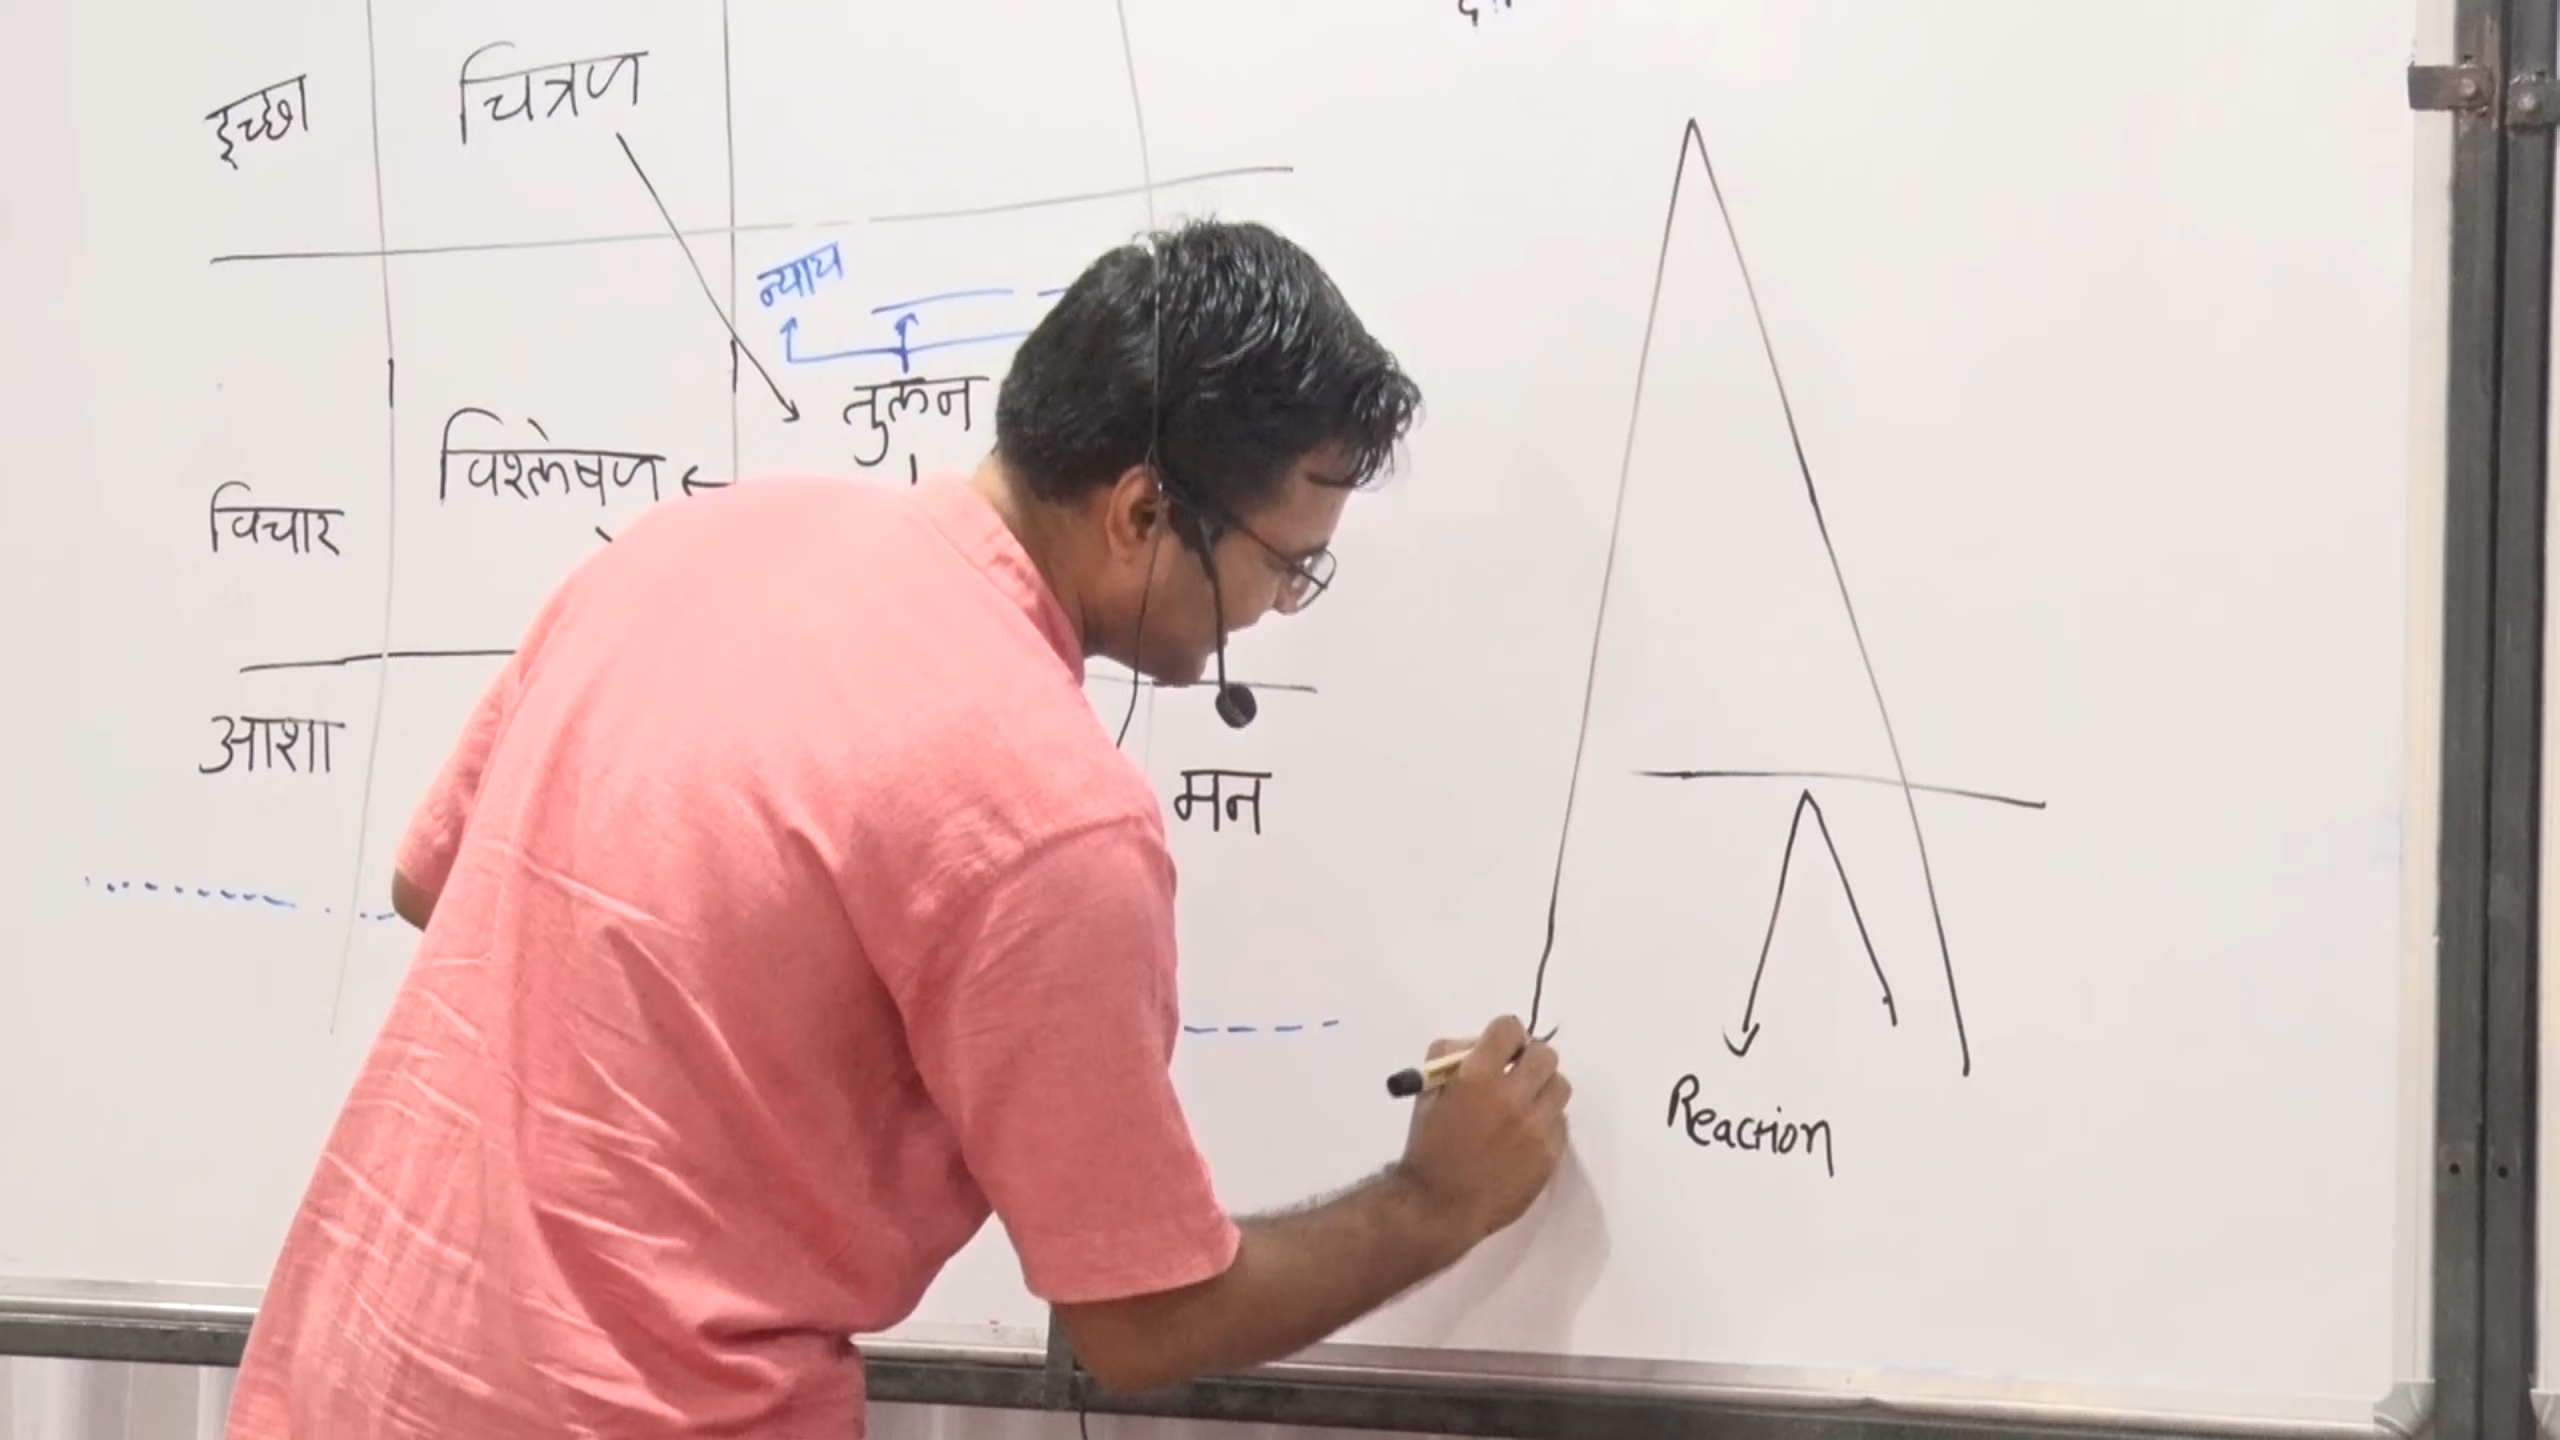 इच्छा
चित्रण
न्याय
तुलन
विश्लेषण
विचार
आशा
मन
Reaction